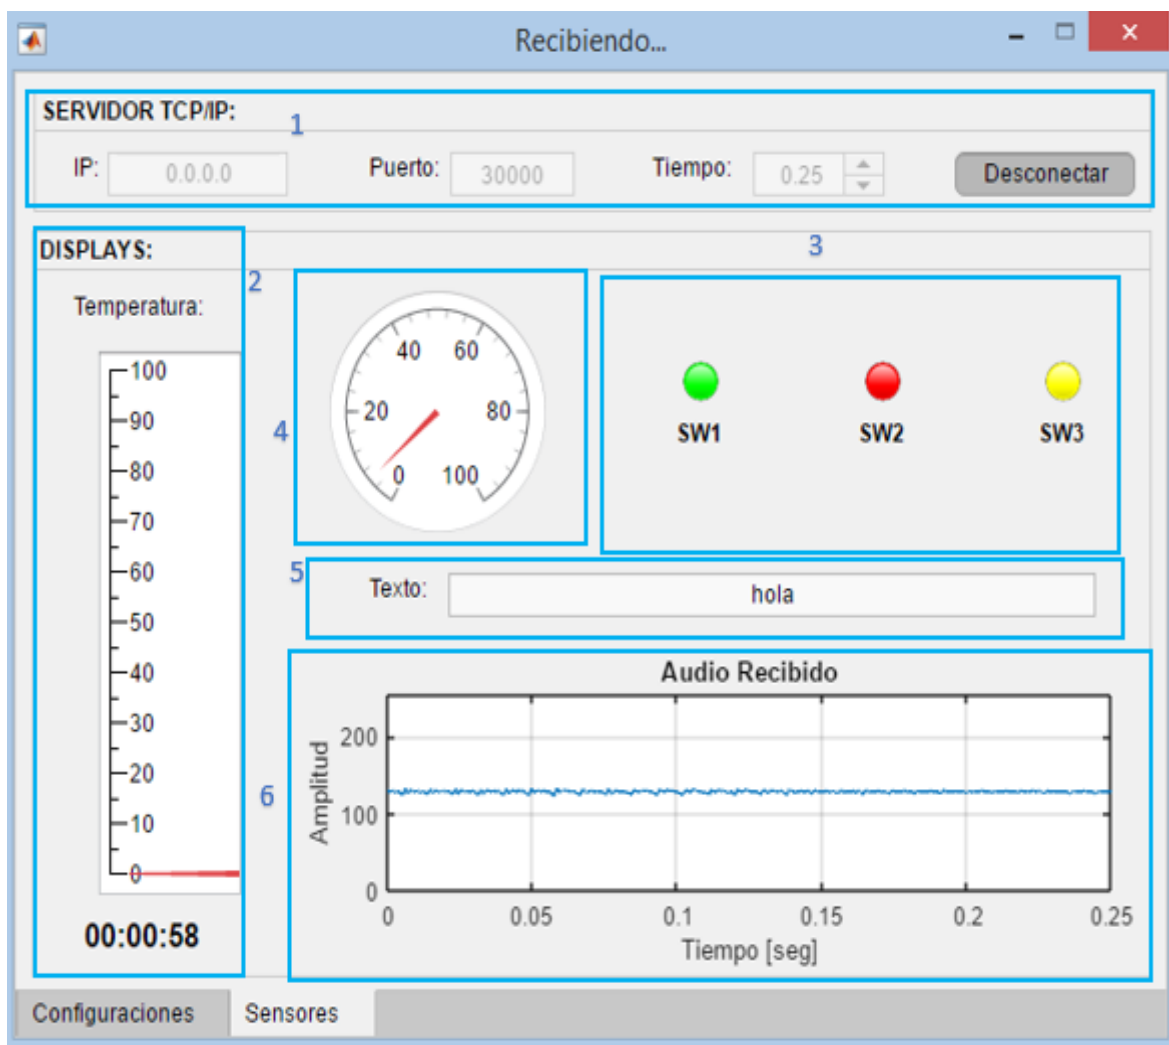 Recibiendo...
SERVIDOR TCP/IP:
1
IP: 0.0.0.0 Puerto: 30000 Tiempo: 0.25 Desconectar
DISPLAYS:
3
2
Temperatura:
100
90
80
70
60
50
40
30
20
10
0
00:00:58
4
40 60
20 80
0 100
SW1 SW2 SW3
5
Texto: hola
6
Audio Recibido
Amplitud
200
100
0
0 0.05 0.1 0.15 0.2 0.25
Tiempo [seg]
Configuraciones Sensores